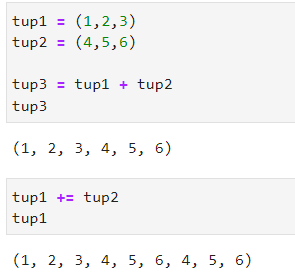 tup1 = (1,2,3)
tup2 = (4,5,6)
tup3 = tup1 + tup2
tup3
(1, 2, 3, 4, 5, 6)
tup1 += tup2
tup1
(1, 2, 3, 4, 5, 6, 4, 5, 6)